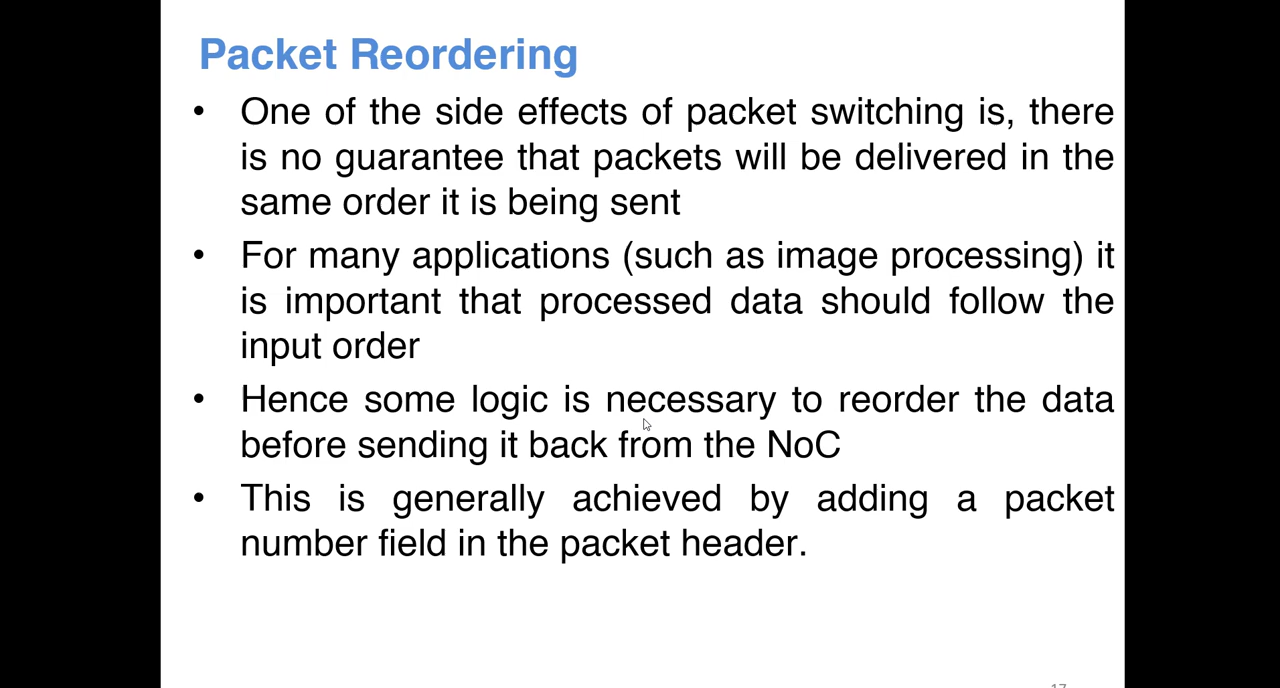 Packet Reordering
• One of the side effects of packet switching is, there
is no guarantee that packets will be delivered in the
same order it is being sent
• For many applications (such as image processing) it
is important that processed data should follow the
input order
• Hence some logic is necessary to reorder the data
before sending it back from the NoC
• This is generally achieved by adding a packet
number field in the packet header.
17